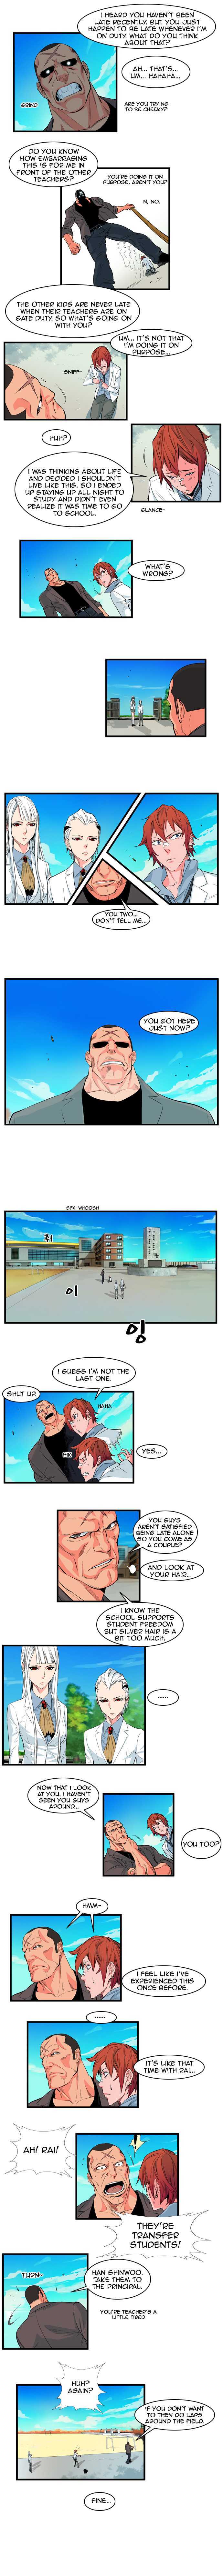 I HEARD YOU HAVEN'T BEEN
LATE RECENTLY. BUT YOU JUST
HAPPEN TO BE LATE WHENEVER I'M
ON DUTY. WHAT DO YOU THINK
ABOUT THAT?
AH... THAT'S...
UM... HAHAHA...
GRIND
ARE YOU TRYING
TO BE CHEEKY?
DO YOU KNOW
HOW EMBARRASING
THIS IS FOR ME IN
FRONT OF THE OTHER
TEACHERS?
YOU'RE DOING IT ON
PURPOSE, AREN'T YOU?
N, NO.
THE OTHER KIDS ARE NEVER LATE
WHEN THEIR TEACHERS ARE ON
GATE DUTY. SO WHAT'S GOING ON
WITH YOU?
UM... IT'S NOT THAT
I'M DOING IT ON
PURPOSE...
SNIFF~
HUH?
I WAS THINKING ABOUT LIFE
AND DECIDED I SHOULDN'T
LIVE LIKE THIS. SO I ENDED
UP STAYING UP ALL NIGHT TO
STUDY AND DIDN'T EVEN
REALIZE IT WAS TIME TO GO
TO SCHOOL.
GLANCE~
WHAT'S
WRONG?
YOU TWO...
DON'T TELL ME...
YOU GOT HERE
JUST NOW?
SFX: WHOOSH
휘
이
잉
I GUESS I'M NOT THE
LAST ONE.
SHUT UP.
HAHA
YES...
YOU GUYS
AREN'T SATISFIED
BEING LATE ALONE
SO YOU COME AS
A COUPLE?
AND LOOK AT
YOUR HAIR...
I KNOW THE
SCHOOL SUPPORTS
STUDENT FREEDOM
BUT SILVER HAIR IS A
BIT TOO MUCH.
......
NOW THAT I LOOK
AT YOU. I HAVEN'T
SEEN YOU GUYS
AROUND...
YOU TOO?
HMM~
I FEEL LIKE I'VE
EXPERIENCED THIS
ONCE BEFORE.
......
IT'S LIKE THAT
TIME WITH RAI...
AH! RAI!
THEY'RE
TRANSFER
STUDENTS!
TURN~
HAN SHINWOO.
TAKE THEM TO
THE PRINCIPAL.
YOU'RE TEACHER'S A
LITTLE TIRED
HUH?
AGAIN?
IF YOU DON'T WANT
TO THEN DO LAPS
AROUND THE FIELD.
FINE...